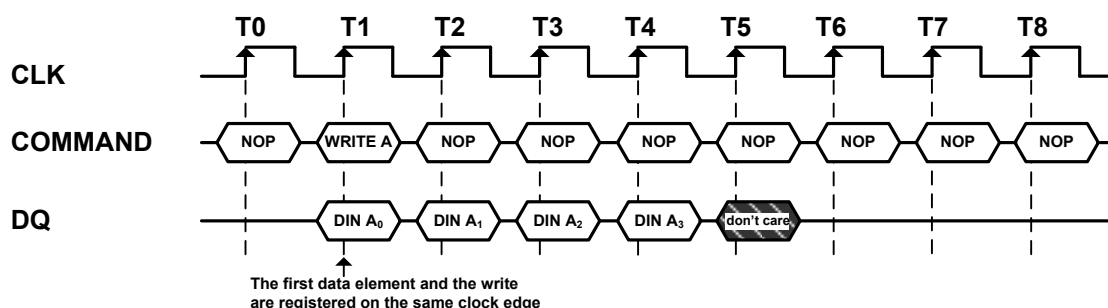 T0 T1 T2 T3 T4 T5 T6 T7 T8
CLK
COMMAND NOP WRITE A NOP NOP NOP NOP NOP NOP NOP
DQ DIN A₀ DIN A₁ DIN A₂ DIN A₃ don't care
The first data element and the write
are registered on the same clock edge